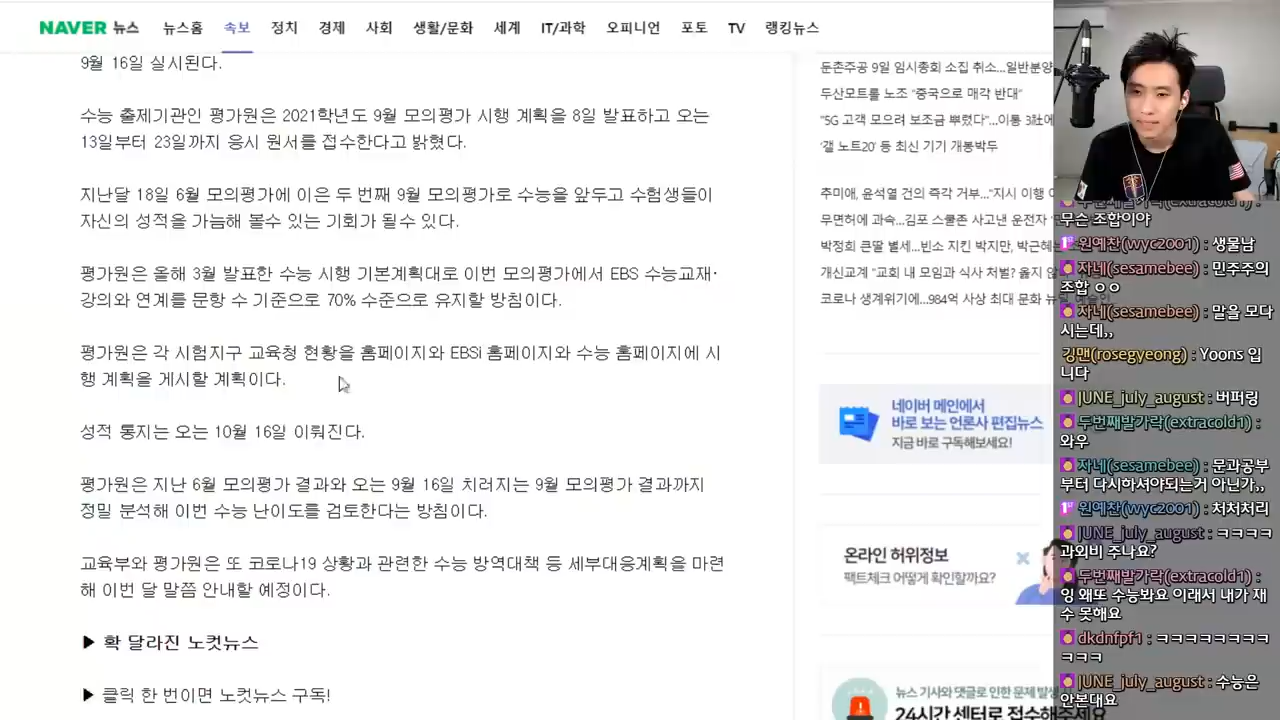 NAVER 뉴스 뉴스홈 속보 정치 경제 사회 생활/문화 세계 IT/과학 오피니언 포토 TV 랭킹뉴스
9월 16일 실시된다.
수능 출제기관인 평가원은 2021학년도 9월 모의평가 시행 계획을 8일 발표하고 오는
13일부터 23일까지 응시 원서를 접수한다고 밝혔다.
지난달 18일 6월 모의평가에 이은 두 번째 9월 모의평가로 수능을 앞두고 수험생들이
자신의 성적을 가늠해 볼수 있는 기회가 될수 있다.
평가원은 올해 3월 발표한 수능 시행 기본계획대로 이번 모의평가에서 EBS 수능교재·
강의와 연계를 문항 수 기준으로 70% 수준으로 유지할 방침이다.
평가원은 각 시험지구 교육청 현황을 홈페이지와 EBSi 홈페이지와 수능 홈페이지에 시
행 계획을 게시할 계획이다.
성적 통지는 오는 10월 16일 이뤄진다.
평가원은 지난 6월 모의평가 결과와 오는 9월 16일 치러지는 9월 모의평가 결과까지
정밀 분석해 이번 수능 난이도를 검토한다는 방침이다.
교육부와 평가원은 또 코로나19 상황과 관련한 수능 방역대책 등 세부대응계획을 마련
해 이번 달 말쯤 안내할 예정이다.
▶ 확 달라진 노컷뉴스
▶ 클릭 한 번이면 노컷뉴스 구독!
둔촌주공 9일 임시총회 소집 취소...일반분양
두산모트롤 노조 "중국으로 매각 반대"
"5G 고객 모으려 보조금 뿌렸다"...이통 3社에
'갤 노트20' 등 최신 기기 개봉박두
추미애, 윤석열 건의 즉각 거부..."지시 이행
무면허에 과속...김포 스쿨존 사고낸 운전자
박정희 큰딸 별세...빈소 지킨 박지만, 박근혜는
개신교계 "교회 내 모임과 식사 처벌?
코로나 생계위기에...984억 사상 최대 문화 뉴딜,
네이버 메인에서
바로 보는 언론사 편집뉴스
지금 바로 구독해보세요!
온라인 허위정보
팩트체크 어떻게 확인할까요?
뉴스 기사와 댓글로 인한 문제 발생
24시간 센터로 접수해주세요
두번째발가락(extracold1) :
무슨 조합이야
원예찬(wyc2001) : 생물남
자네(sesamebee) : 민주주의
조합 ㅇㅇ
자네(sesamebee) : 말을 모다
시는데,,
깅맨(rosegyeong) : Yoons 입
니다
JUNE_july_august : 버퍼링
두번째발가락(extracold1) :
와우
자네(sesamebee) : 문과공부
부터 다시하셔야되는거 아닌가,,
원예찬(wyc2001) : 처처처리
JUNE_july_august : ㅋㅋㅋㅋ
과외비 주나요?
두번째발가락(extracold1) :
잉 왜또 수능봐요 이래서 내가 재
수 못해요
dkdnfpf1 : ㅋㅋㅋㅋㅋㅋㅋㅋ
ㅋㅋㅋ
JUNE_july_august : 수능은
안본대요